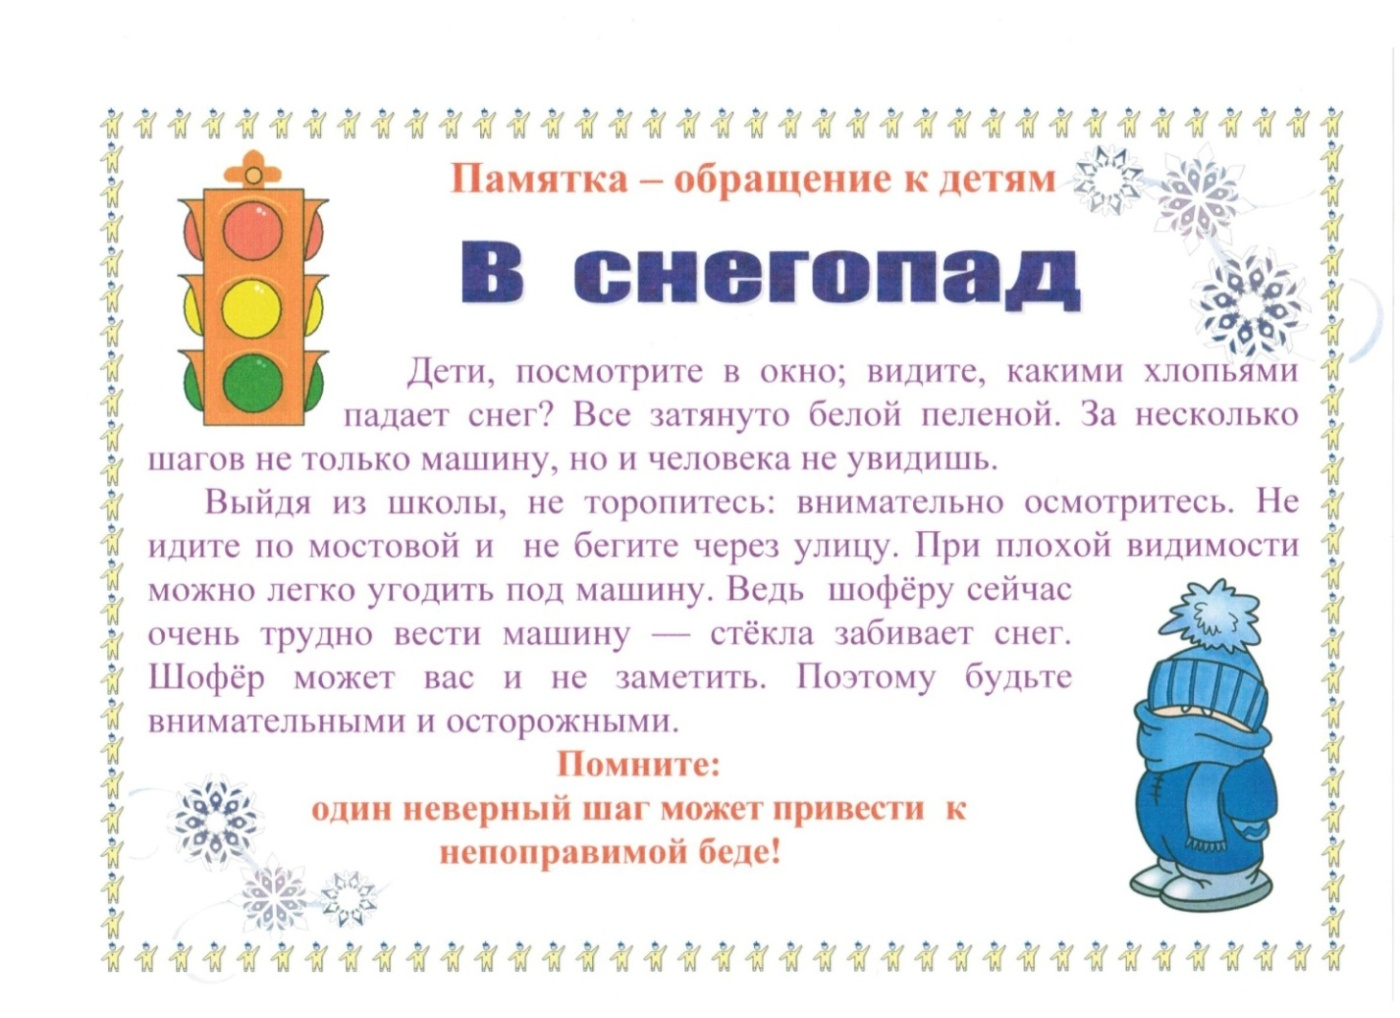 Памятка – обращение к детям
В снегопад
Дети, посмотрите в окно; видите, какими хлопьями
падает снег? Все затянуто белой пеленой. За несколько
шагов не только машину, но и человека не увидишь.
Выйдя из школы, не торопитесь: внимательно осмотритесь. Не
идите по мостовой и не бегите через улицу. При плохой видимости
можно легко угодить под машину. Ведь шофёру сейчас
очень трудно вести машину — стёкла забивает снег.
Шофёр может вас и не заметить. Поэтому будьте
внимательными и осторожными.
Помните:
один неверный шаг может привести к
непоправимой беде!